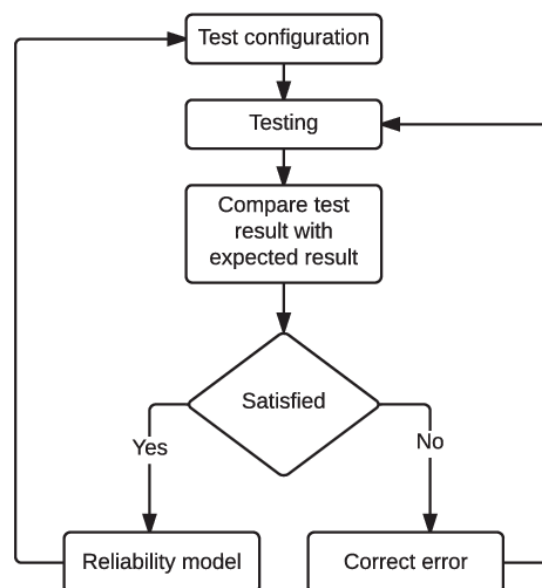 Test configuration
Testing
Compare test
result with
expected result
Satisfied
Yes
No
Reliability model
Correct error